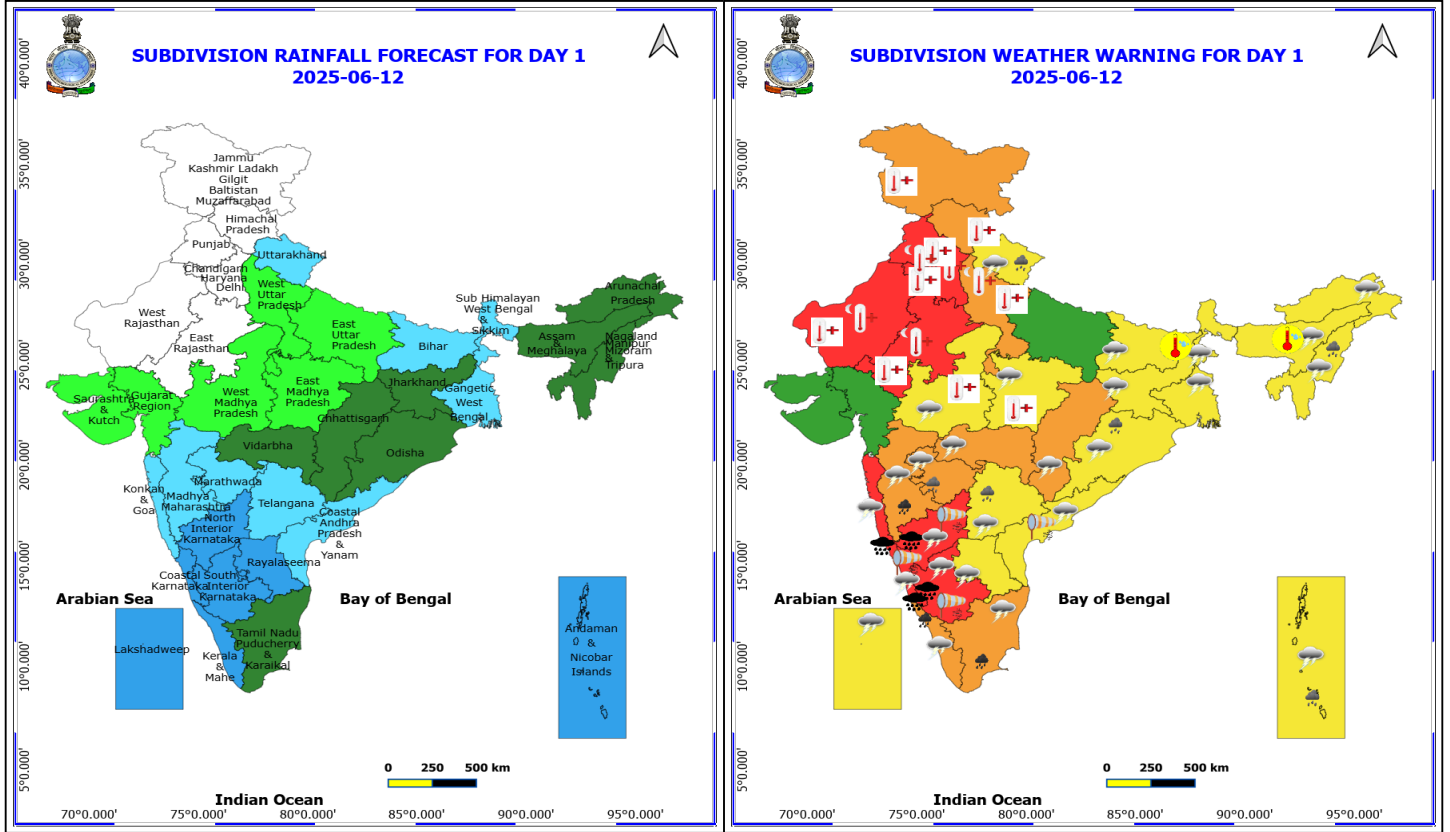 SUBDIVISION RAINFALL FORECAST FOR DAY 1
2025-06-12
40°0.000'
35°0.000'
30°0.000'
25°0.000'
20°0.000'
15°0.000'
10°0.000'
5°0.000'
Jammu
Kashmir Ladakh
Gilgit
Baltistan
Muzaffarabad
Himachal
Pradesh
Punjab
Uttarakhand
Chandigarh
Haryana
Delhi
West
Uttar
Pradesh
West
Rajasthan
East
Rajasthan
East
Uttar
Pradesh
Bihar
Sub Himalayan
West Bengal
&
Sikkim
Arunachal
Pradesh
Assam
&
Meghalaya
Nagaland
Manipur
Mizoram
&
Tripura
Jharkhand
Gangetic
West
Bengal
Saurashtra
&
Kutch
Gujarat
Region
West
Madhya
Pradesh
East
Madhya
Pradesh
Chhattisgarh
Vidarbha
Odisha
Konkan
&
Goa
Madhya
Maharashtra
Marathwada
Telangana
North
Interior
Karnataka
Coastal
Andhra
Pradesh
&
Yanam
Rayalaseema
Coastal
Karnataka
South
Interior
Karnataka
Arabian Sea
Bay of Bengal
Lakshadweep
Kerala
&
Mahe
Tamil Nadu
Puducherry
&
Karaikal
Andaman
&
Nicobar
Islands
0 250 500 km
Indian Ocean
70°0.000' 75°0.000' 80°0.000' 85°0.000' 90°0.000' 95°0.000'
SUBDIVISION WEATHER WARNING FOR DAY 1
2025-06-12
40°0.000'
35°0.000'
30°0.000'
25°0.000'
20°0.000'
15°0.000'
10°0.000'
5°0.000'
Arabian Sea
Bay of Bengal
0 250 500 km
Indian Ocean
70°0.000' 75°0.000' 80°0.000' 85°0.000' 90°0.000' 95°0.000'